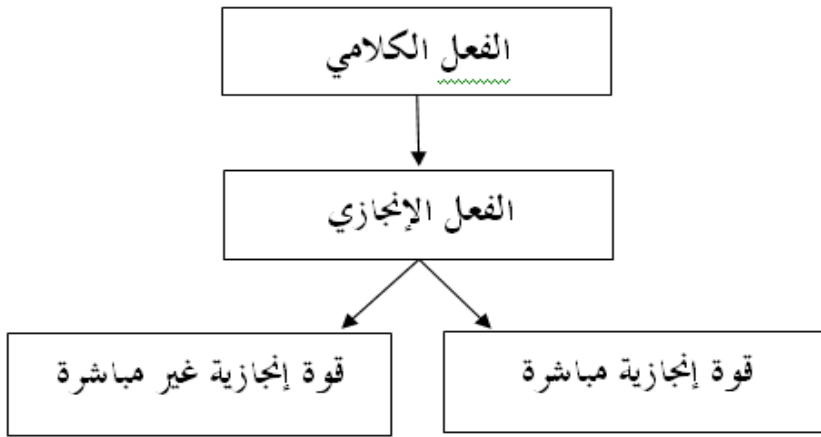 الفعل الكلامي
الفعل الإنجازي
قوة إنجازية مباشرة
قوة إنجازية غير مباشرة